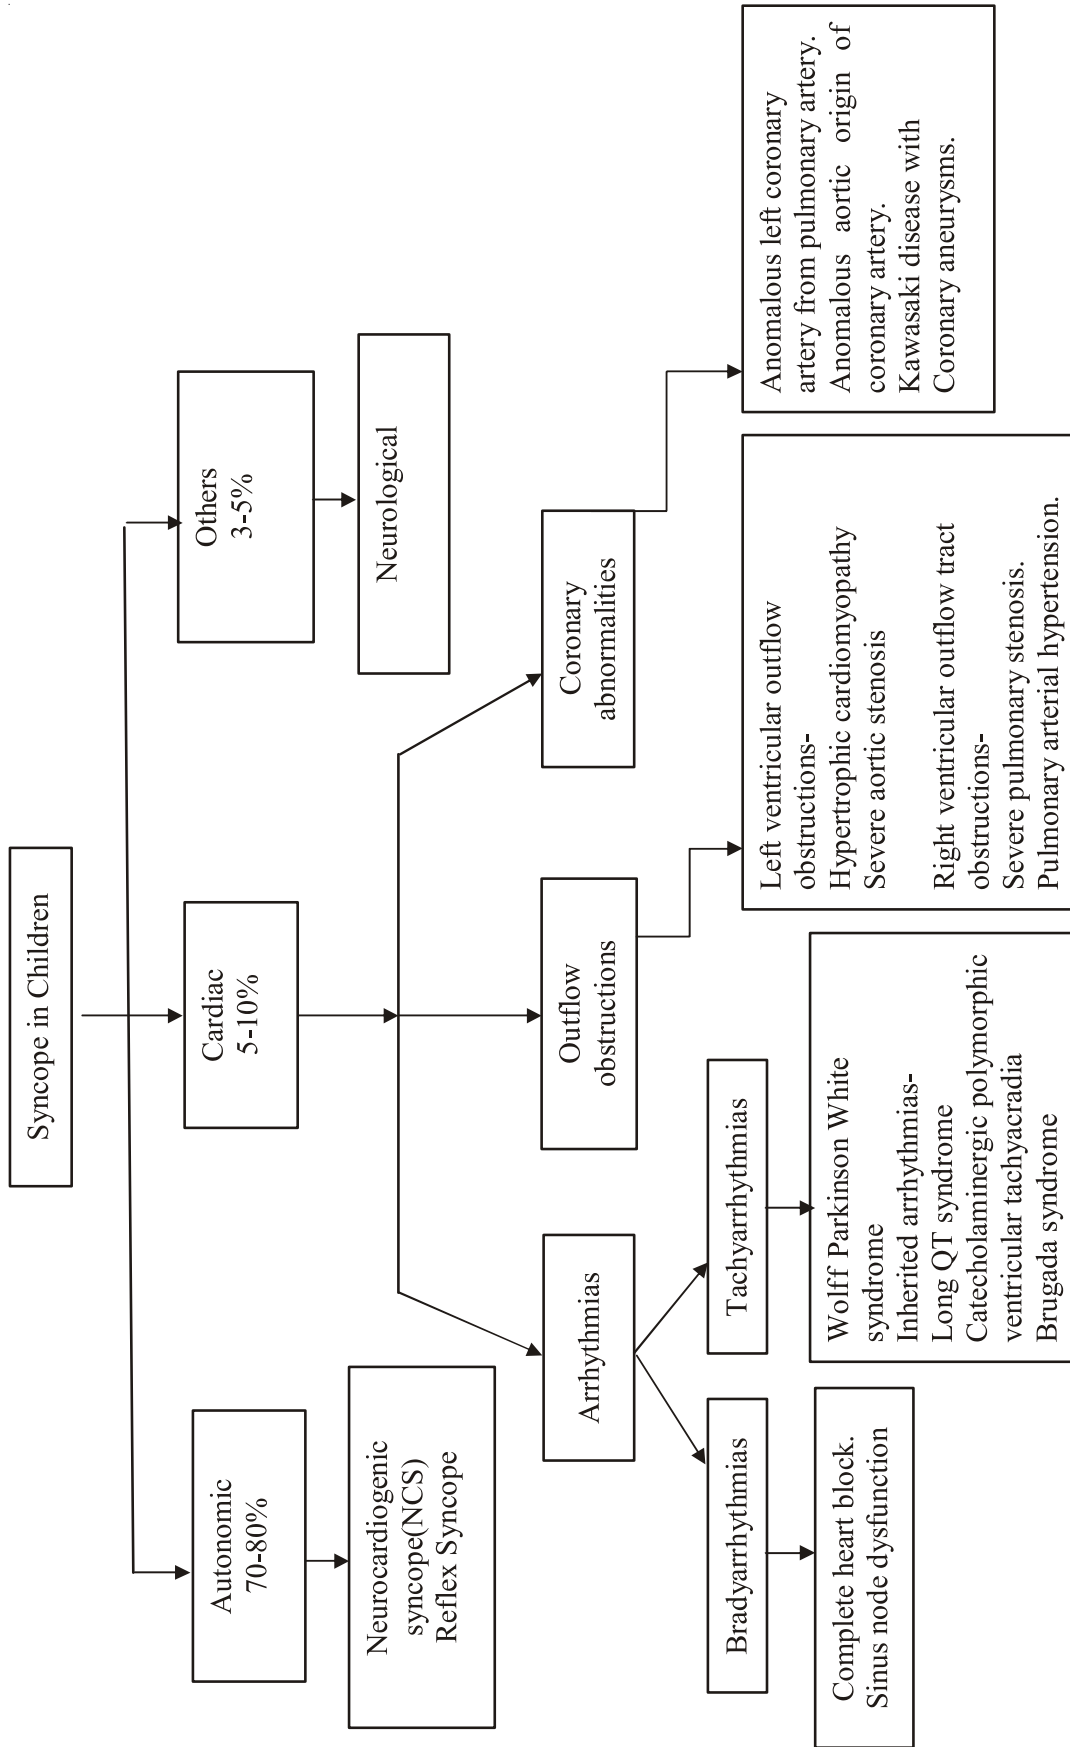 Syncope in Children
Autonomic
70-80%
Cardiac
5-10%
Others
3-5%
Neurocardiogenic
syncope(NCS)
Reflex Syncope
Neurological
Arrhythmias
Outflow
obstructions
Coronary
abnormalities
Bradyarrhythmias
Tachyarrhythmias
Complete heart block.
Sinus node dysfunction
Wolff Parkinson White
syndrome
Inherited arrhythmias-
Long QT syndrome
Catecholaminergic polymorphic
ventricular tachyacradia
Brugada syndrome
Left ventricular outflow
obstructions-
Hypertrophic cardiomyopathy
Severe aortic stenosis
Right ventricular outflow tract
obstructions-
Severe pulmonary stenosis.
Pulmonary arterial hypertension.
Anomalous left coronary
artery from pulmonary artery.
Anomalous aortic origin of
coronary artery.
Kawasaki disease with
Coronary aneurysms.